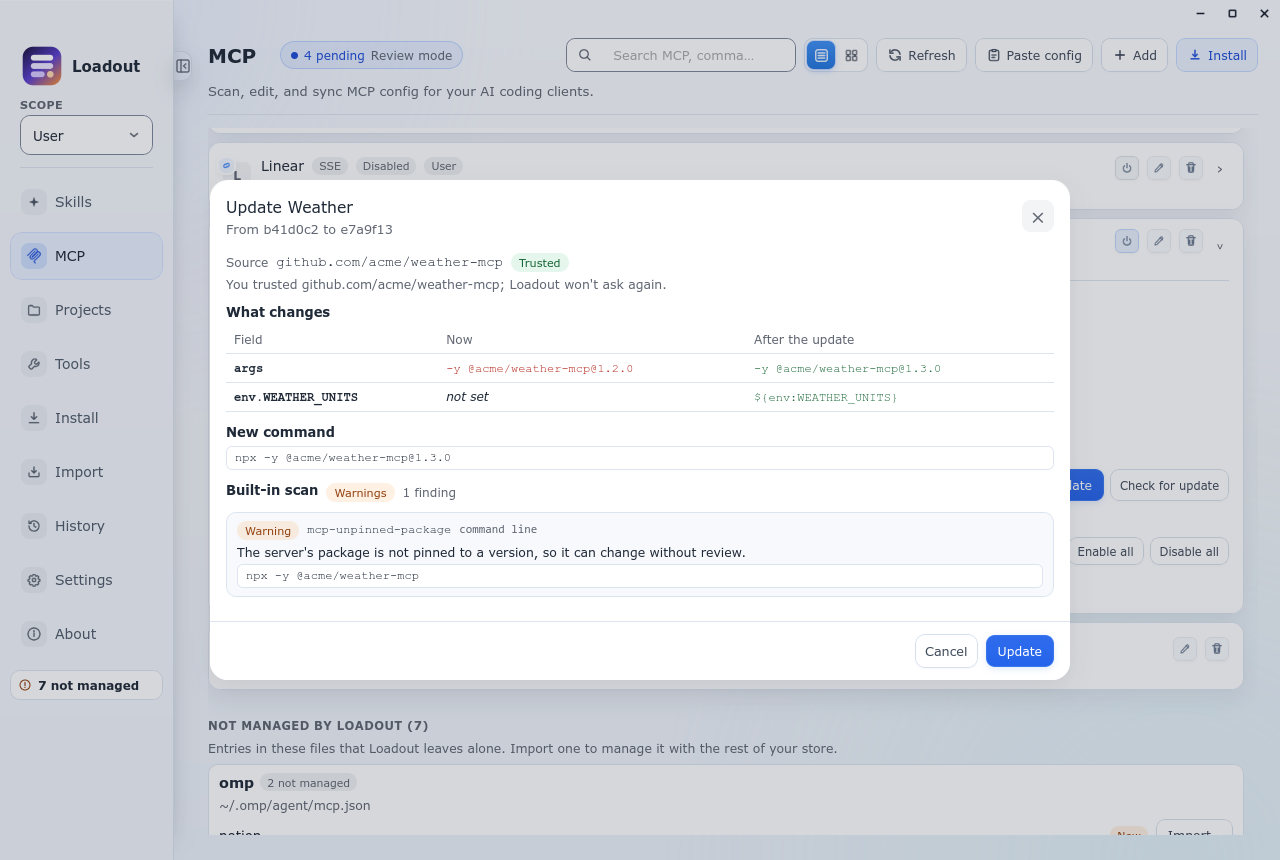 Loadout
SCOPE
User
Skills
MCP
Projects
Tools
Install
Import
History
Settings
About
7 not managed
MCP
4 pending Review mode
Search MCP, comma...
Refresh
Paste config
Add
Install
Scan, edit, and sync MCP config for your AI coding clients.
L
Linear SSE Disabled User
Update Weather
From b41d0c2 to e7a9f13
Source github.com/acme/weather-mcp Trusted
You trusted github.com/acme/weather-mcp; Loadout won't ask again.
What changes
Field Now After the update
args -y @acme/weather-mcp@1.2.0 -y @acme/weather-mcp@1.3.0
env.WEATHER_UNITS not set ${env:WEATHER_UNITS}
New command
npx -y @acme/weather-mcp@1.3.0
Built-in scan Warnings 1 finding
Warning mcp-unpinned-package command line
The server's package is not pinned to a version, so it can change without review.
npx -y @acme/weather-mcp
Cancel Update
Check for update
Enable all Disable all
NOT MANAGED BY LOADOUT (7)
Entries in these files that Loadout leaves alone. Import one to manage it with the rest of your store.
omp 2 not managed
~/.omp/agent/mcp.json